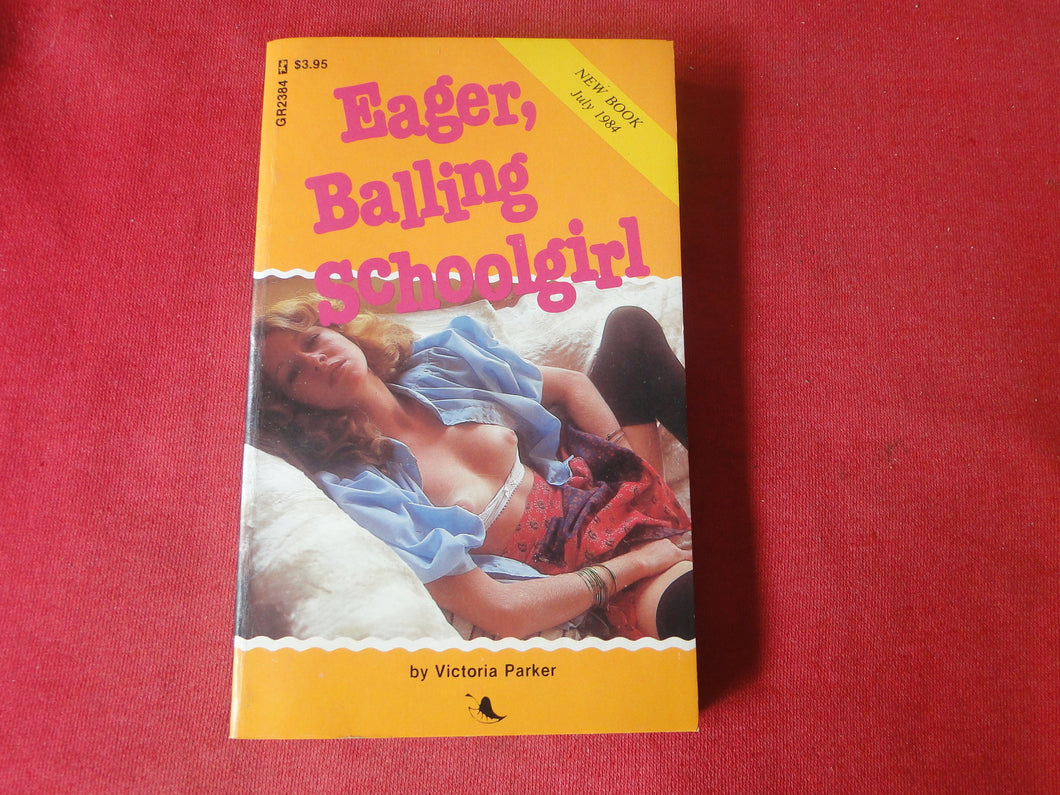 GR2384
$3.95
NEW BOOK
July 1984
Eager,
Balling
Schoolgirl
by Victoria Parker